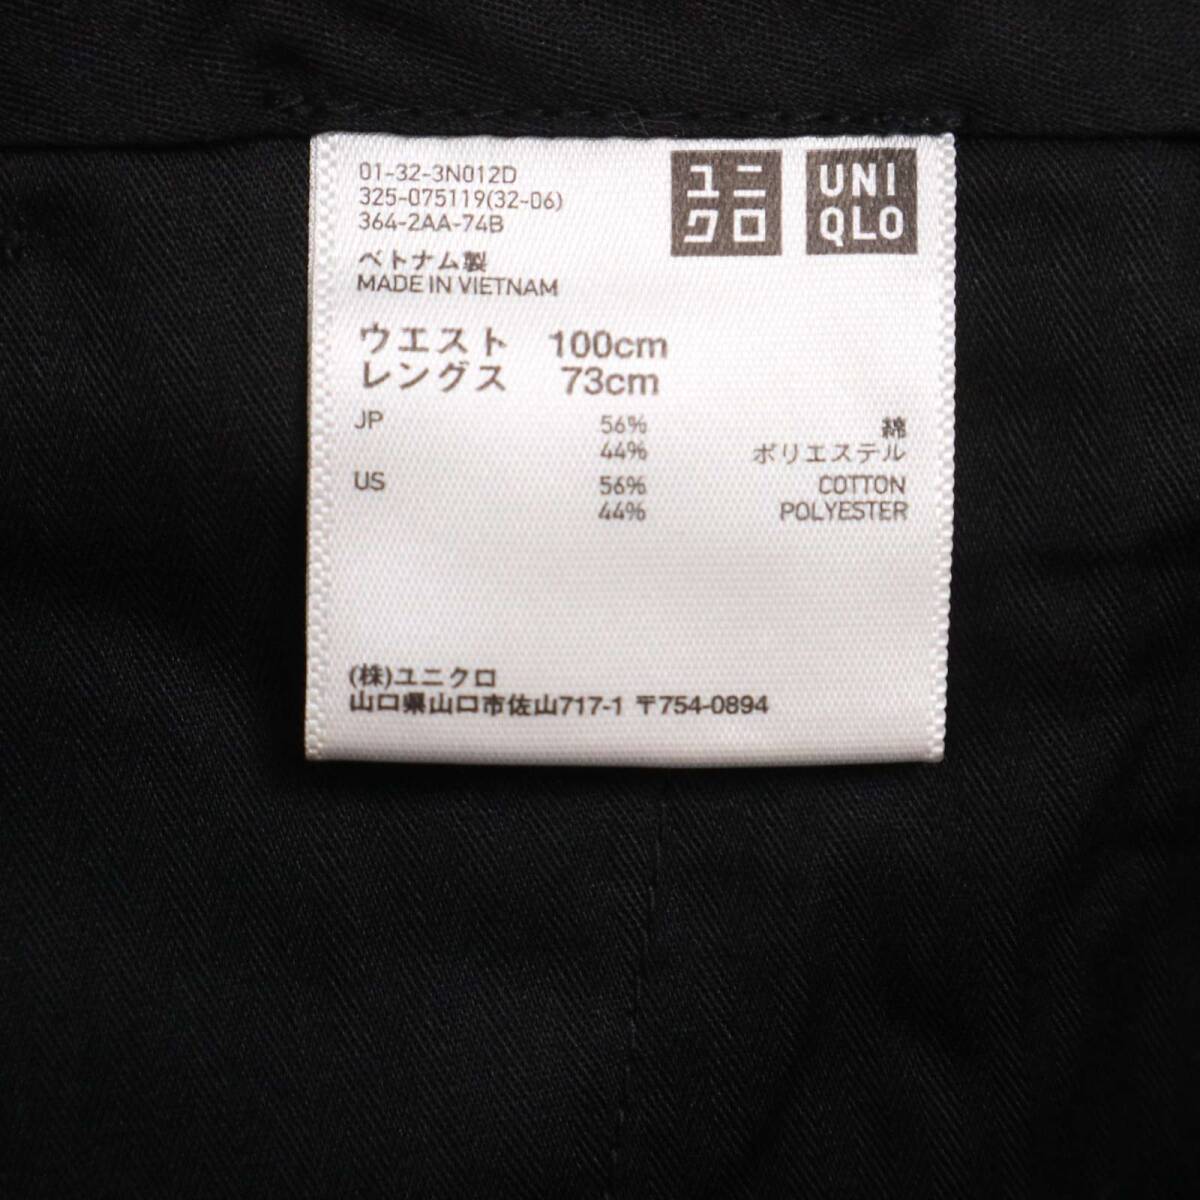 01-32-3N012D
325-075119(32-06)
364-2AA-74B
ユニ
クロ
UNI
QLO
ベトナム製
MADE IN VIETNAM
ウエスト 100cm
レングス 73cm
JP 56% 綿
44% ポリエステル
US 56% COTTON
44% POLYESTER
(株)ユニクロ
山口県山口市佐山717-1 〒754-0894